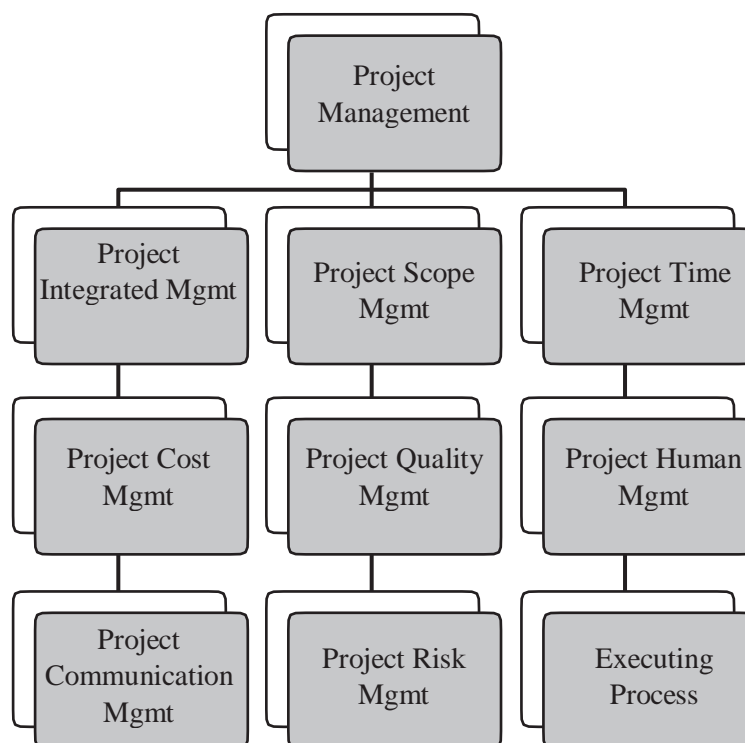 Project
Management
Project
Integrated Mgmt
Project Scope
Mgmt
Project Time
Mgmt
Project Cost
Mgmt
Project Quality
Mgmt
Project Human
Mgmt
Project
Communication
Mgmt
Project Risk
Mgmt
Executing
Process